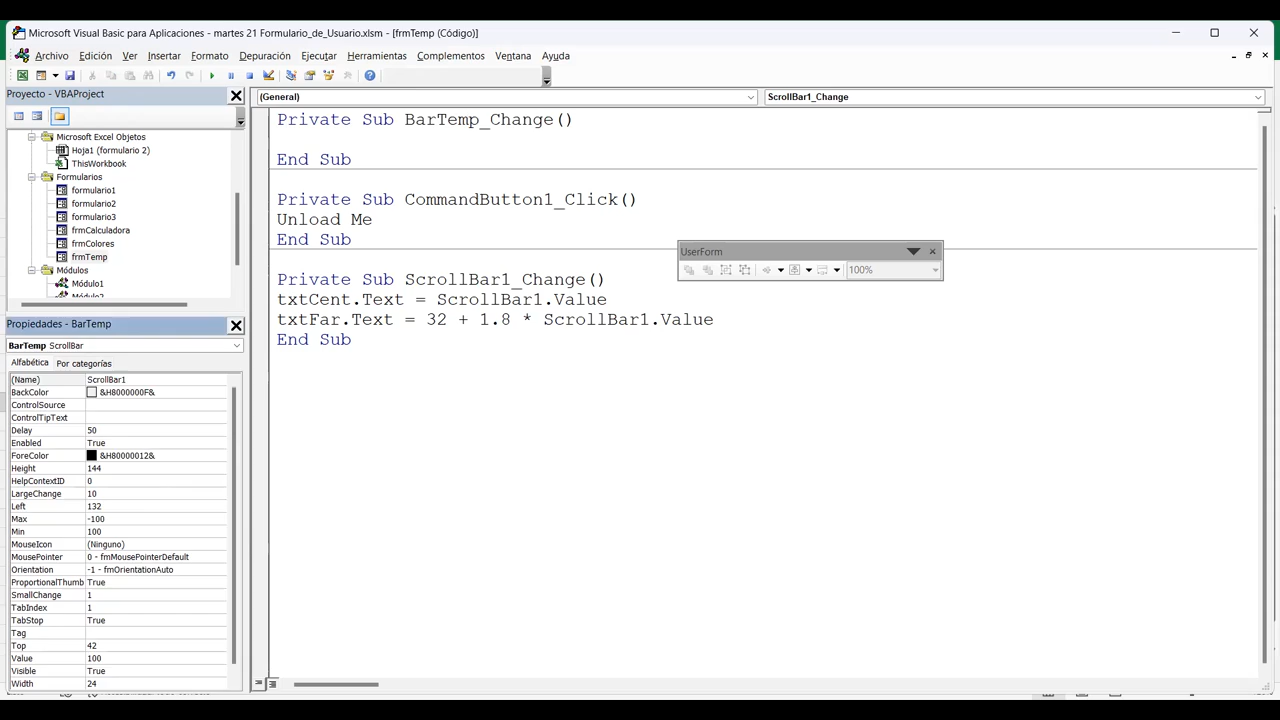 Microsoft Visual Basic para Aplicaciones - martes 21 Formulario_de_Usuario.xlsm - [frmTemp (Código)]
Archivo Edición Ver Insertar Formato Depuración Ejecutar Herramientas Complementos Ventana Ayuda
Proyecto - VBAProject
Microsoft Excel Objetos
Hoja1 (formulario 2)
ThisWorkbook
Formularios
formulario1
formulario2
formulario3
frmCalculadora
frmColores
frmTemp
Módulos
Módulo1
Propiedades - BarTemp
BarTemp ScrollBar
Alfabética Por categorías
(Name) ScrollBar1
BackColor &H8000000F&
ControlSource
ControlTipText
Delay 50
Enabled True
ForeColor &H80000012&
Height 144
HelpContextID 0
LargeChange 10
Left 132
Max -100
Min 100
MouseIcon (Ninguno)
MousePointer 0 - fmMousePointerDefault
Orientation -1 - fmOrientationAuto
ProportionalThumb True
SmallChange 1
TabIndex 1
TabStop True
Tag
Top 42
Value 100
Visible True
Width 24
(General) ScrollBar1_Change
Private Sub BarTemp_Change()
End Sub
Private Sub CommandButton1_Click()
Unload Me
End Sub
Private Sub ScrollBar1_Change()
txtCent.Text = ScrollBar1.Value
txtFar.Text = 32 + 1.8 * ScrollBar1.Value
End Sub
UserForm
100%